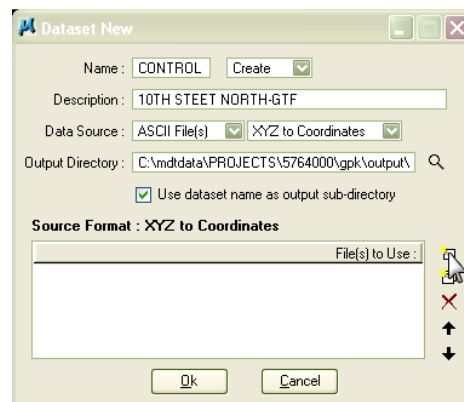 Dataset New
Name : CONTROL Create
Description : 10TH STEET NORTH-GTF
Data Source : ASCII File(s) XYZ to Coordinates
Output Directory : C:\mdtdata\PROJECTS\5764000\gpk\output\
Use dataset name as output sub-directory
Source Format : XYZ to Coordinates
File(s) to Use :
Ok Cancel